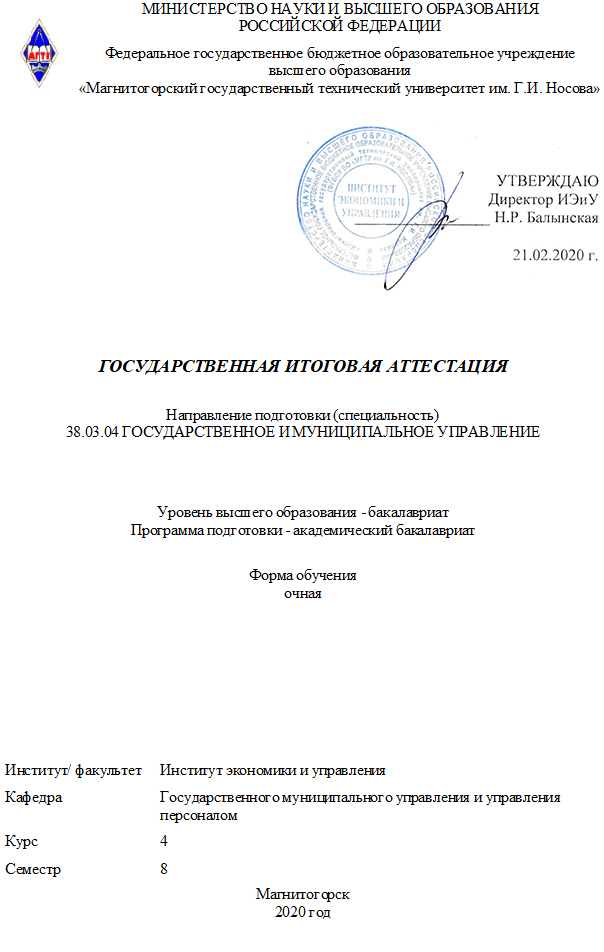 МИНИСТЕРСТВО НАУКИ И ВЫСШЕГО ОБРАЗОВАНИЯ
РОССИЙСКОЙ ФЕДЕРАЦИИ
Федеральное государственное бюджетное образовательное учреждение
высшего образования
«Магнитогорский государственный технический университет им. Г.И. Носова»
МГТУ
ИНСТИТУТ
ЭКОНОМИКИ И
УПРАВЛЕНИЯ
УТВЕРЖДАЮ
Директор ИЭиУ
Н.Р. Балынская
21.02.2020 г.
ГОСУДАРСТВЕННАЯ ИТОГОВАЯ АТТЕСТАЦИЯ
Направление подготовки (специальность)
38.03.04 ГОСУДАРСТВЕННОЕ И МУНИЦИПАЛЬНОЕ УПРАВЛЕНИЕ
Уровень высшего образования - бакалавриат
Программа подготовки - академический бакалавриат
Форма обучения
очная
Институт/ факультет Институт экономики и управления
Кафедра Государственного муниципального управления и управления
персоналом
Курс 4
Семестр 8
Магнитогорск
2020 год